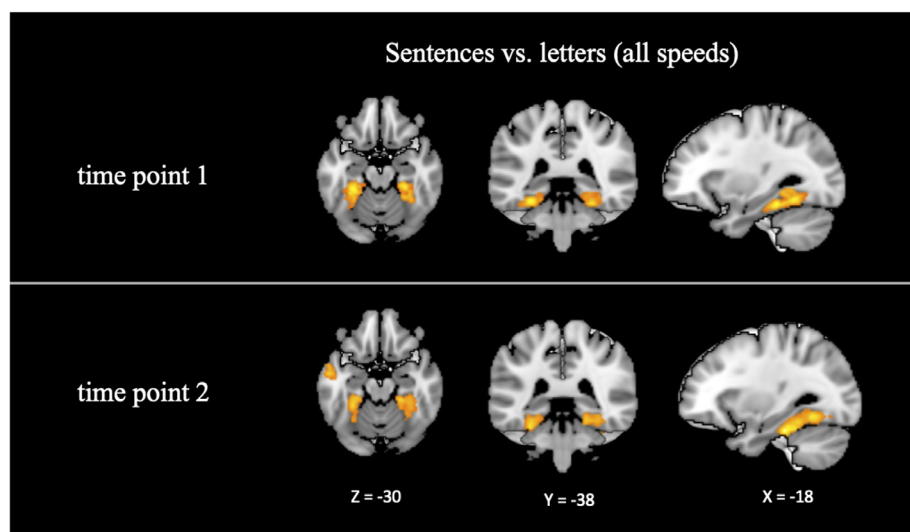 Sentences vs. letters (all speeds)
time point 1
time point 2
Z = -30
Y = -38
X = -18